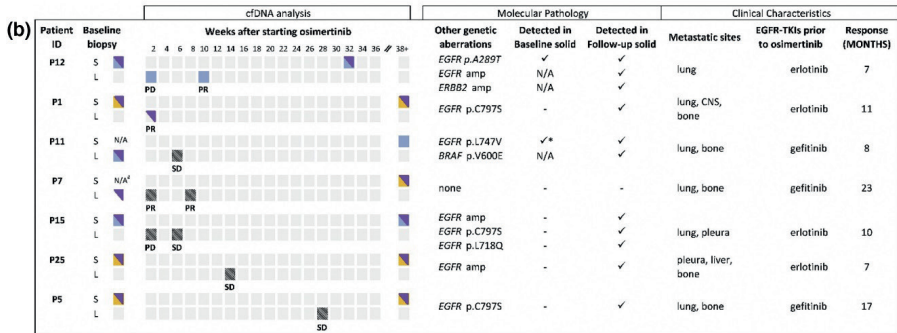 (b)
cfDNA analysis Molecular Pathology Clinical Characteristics
Patient ID Baseline biopsy Weeks after starting osimertinib Other genetic aberrations Detected in Baseline solid Detected in Follow-up solid Metastatic sites EGFR-TKIs prior to osimertinib Response (MONTHS)
2 4 6 8 10 12 14 16 18 20 22 24 26 28 30 32 34 36 // 38+
P12 S EGFR p.A289T ✓ ✓
L EGFR amp N/A ✓ lung erlotinib 7
PD PR ERBB2 amp N/A ✓
P1 S EGFR p.C797S - ✓ lung, CNS, bone erlotinib 11
L
PR
P11 S N/A EGFR p.L747V ✓* ✓ lung, bone gefitinib 8
L BRAF p.V600E N/A ✓
SD
P7 S N/A# none - - lung, bone gefitinib 23
L
PR PR
P15 S EGFR amp - ✓
L EGFR p.C797S - ✓ lung, pleura erlotinib 10
PD SD EGFR p.L718Q - ✓
P25 S EGFR amp - ✓ pleura, liver, bone erlotinib 7
L
SD
P5 S EGFR p.C797S - ✓ lung, bone gefitinib 17
L
SD